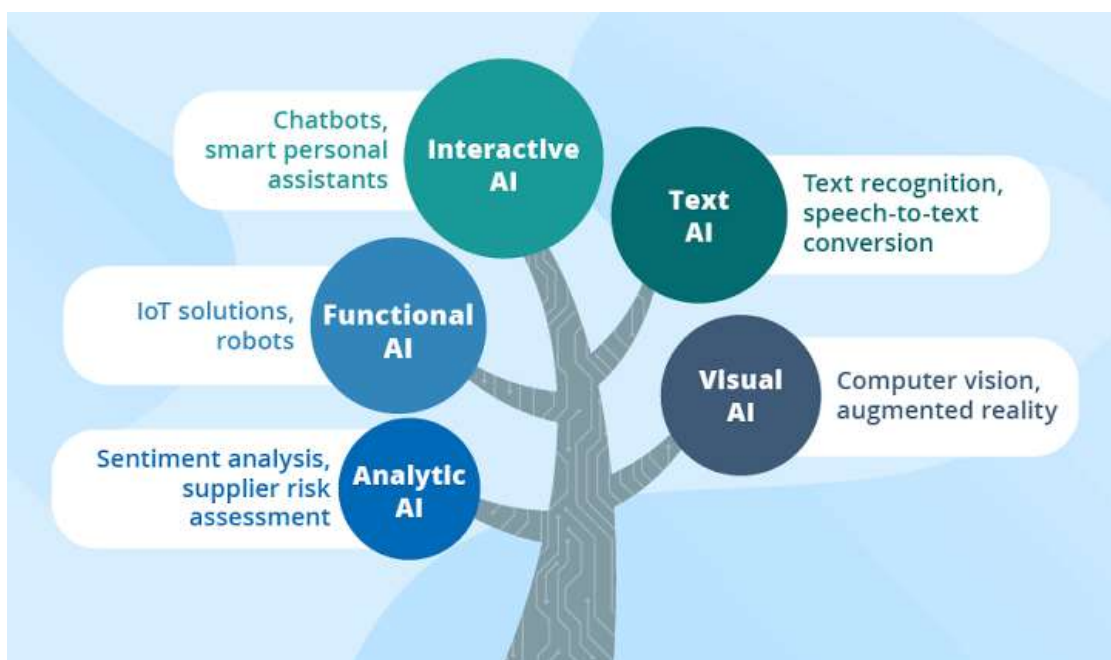 Chatbots,
smart personal
assistants
Interactive
AI
Text
AI
Text recognition,
speech-to-text
conversion
IoT solutions,
robots
Functional
AI
Visual
AI
Computer vision,
augmented reality
Sentiment analysis,
supplier risk
assessment
Analytic
AI